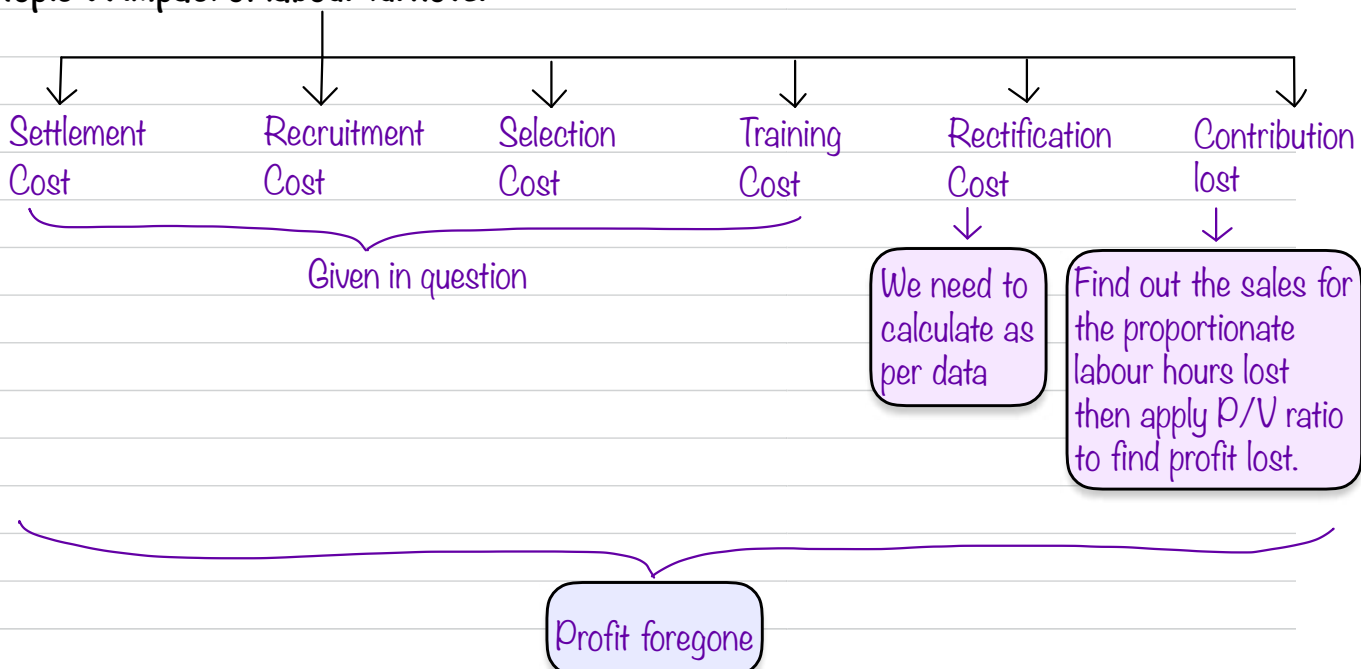 Settlement Recruitment Selection Training Rectification Contribution
Cost Cost Cost Cost Cost lost
Given in question
We need to
calculate as
per data
Find out the sales for
the proportionate
labour hours lost
then apply P/V ratio
to find profit lost.
Profit foregone